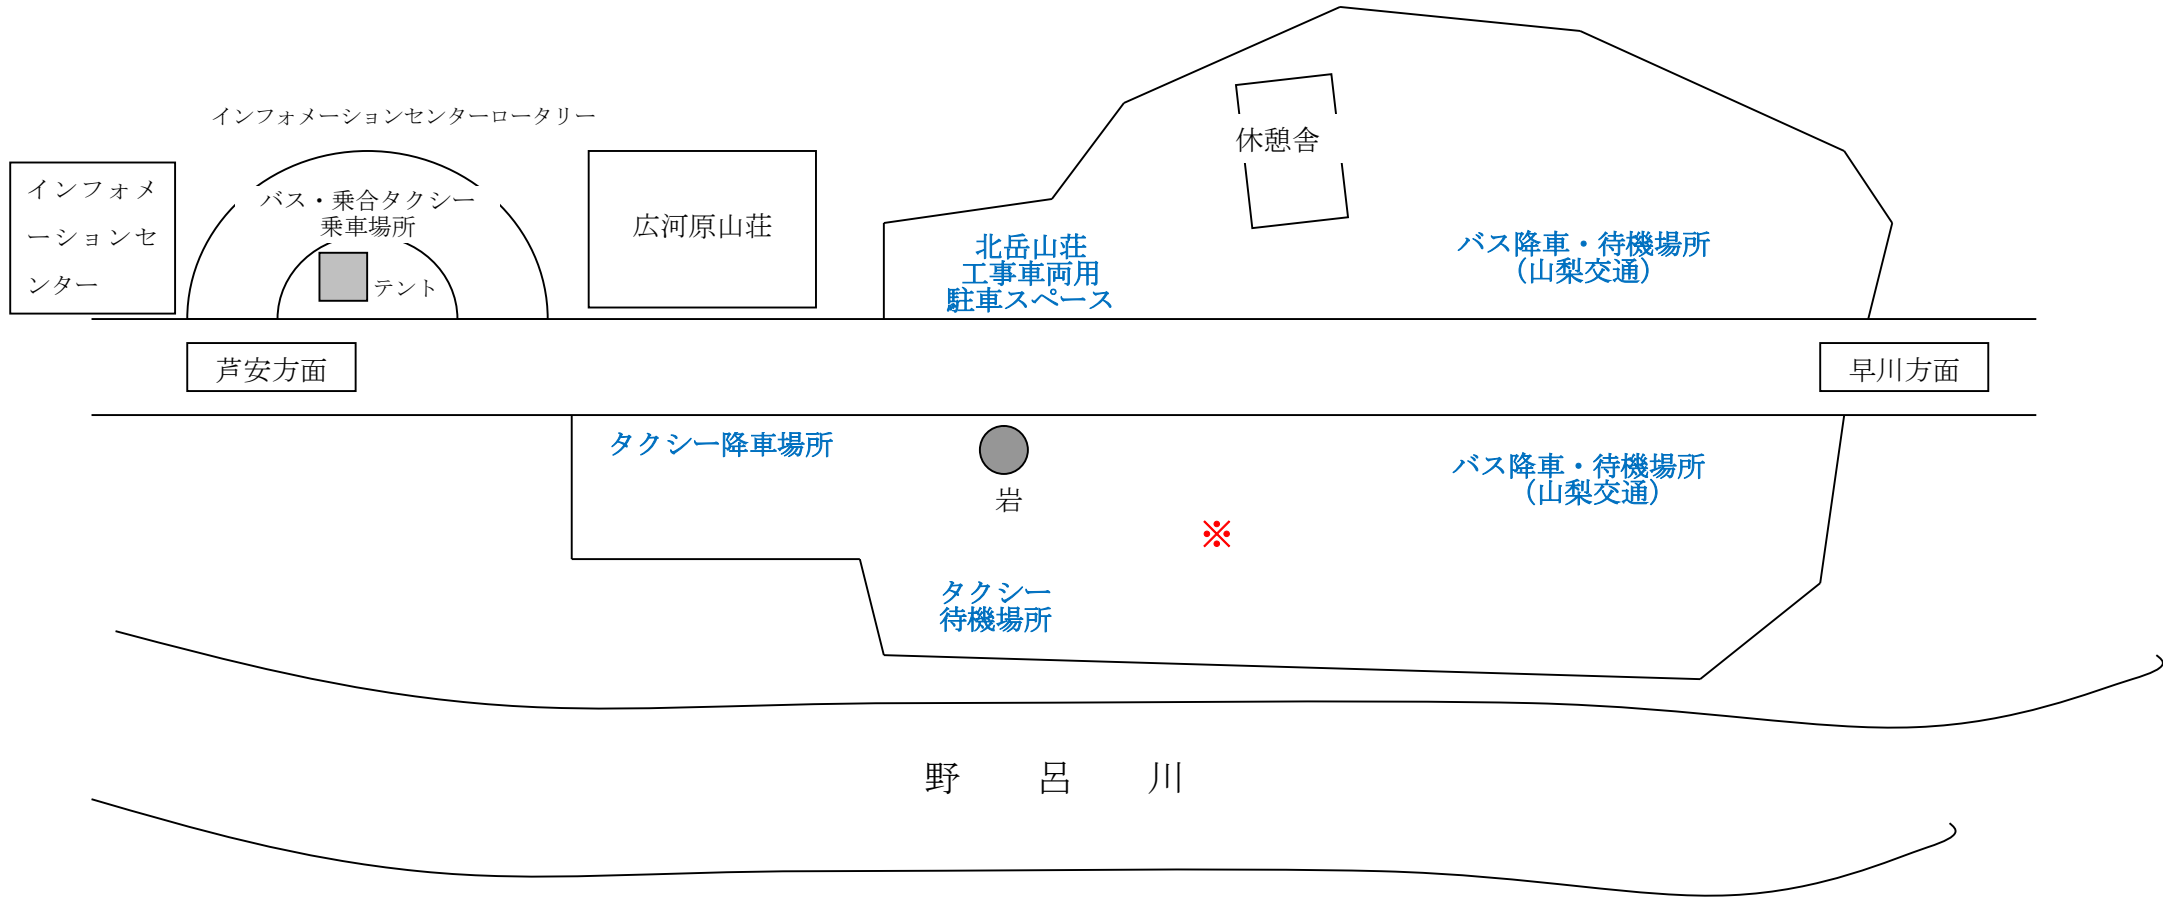 インフォメーションセンターロータリー
インフォメ
ーションセ
ンター
バス・乗合タクシー
乗車場所
テント
広河原山荘
休憩舎
北岳山荘
工事車両用
駐車スペース
バス降車・待機場所
（山梨交通）
芦安方面
早川方面
タクシー降車場所
岩
バス降車・待機場所
（山梨交通）
※
タクシー
待機場所
野　呂　川